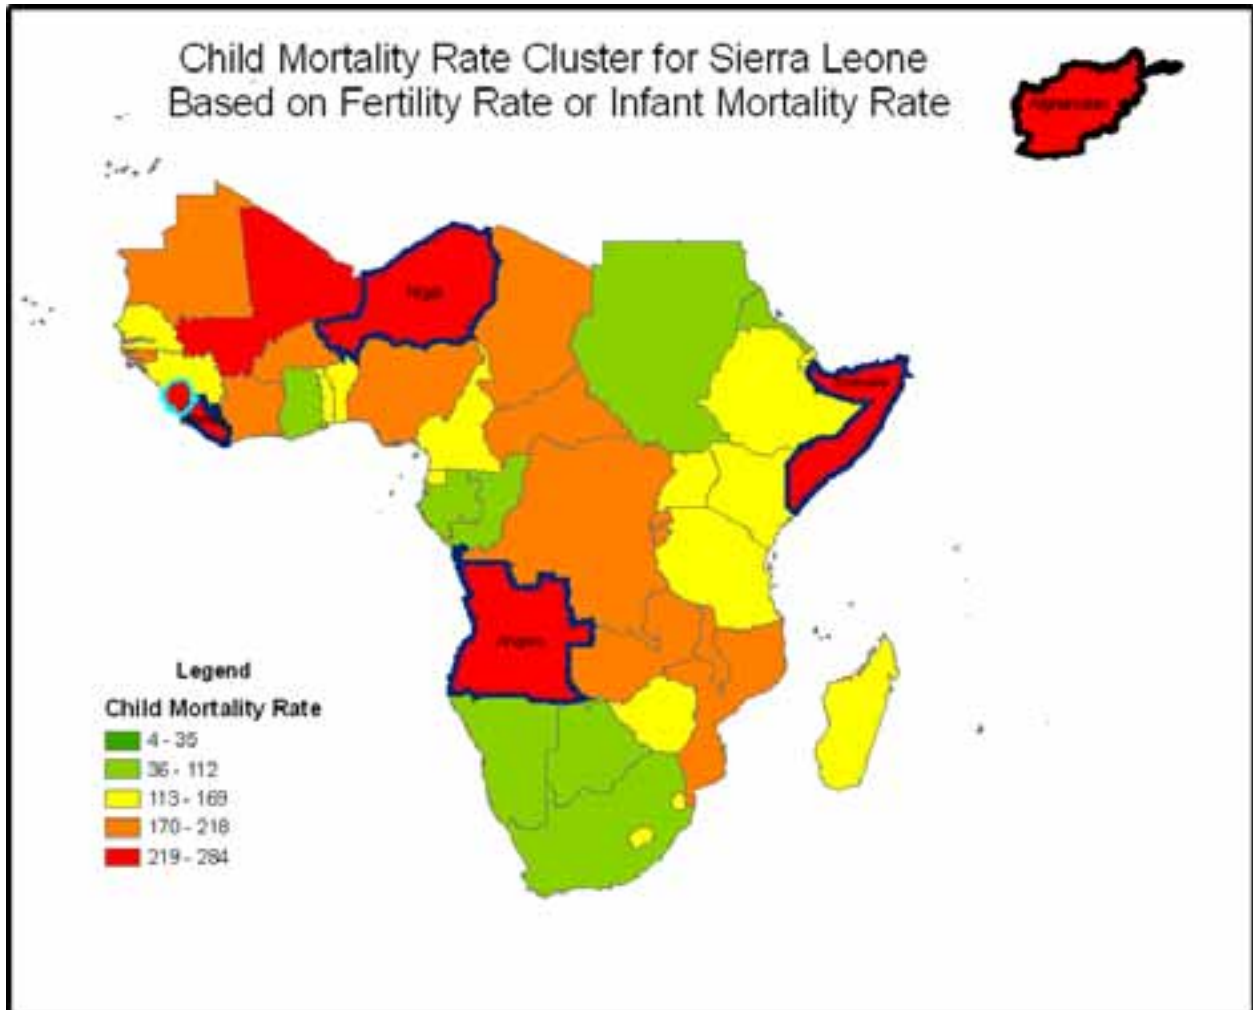 Child Mortality Rate Cluster for Sierra Leone
Based on Fertility Rate or Infant Mortality Rate
Afghanistan
Niger
Angola
Legend
Child Mortality Rate
4 - 35
36 - 112
113 - 169
170 - 218
219 - 284